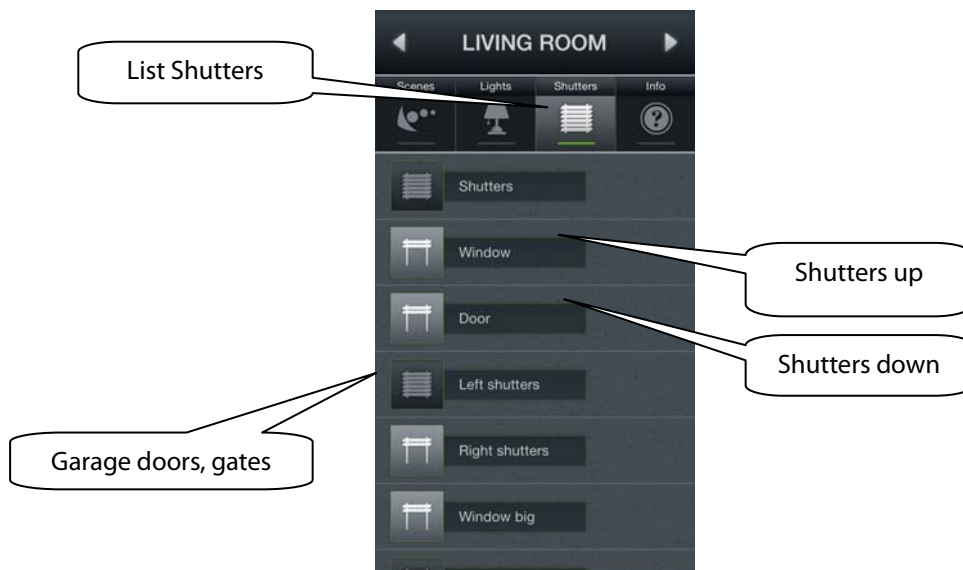 LIVING ROOM
List Shutters
Scenes Lights Shutters Info
Shutters
Window
Shutters up
Door
Shutters down
Left shutters
Garage doors, gates
Right shutters
Window big